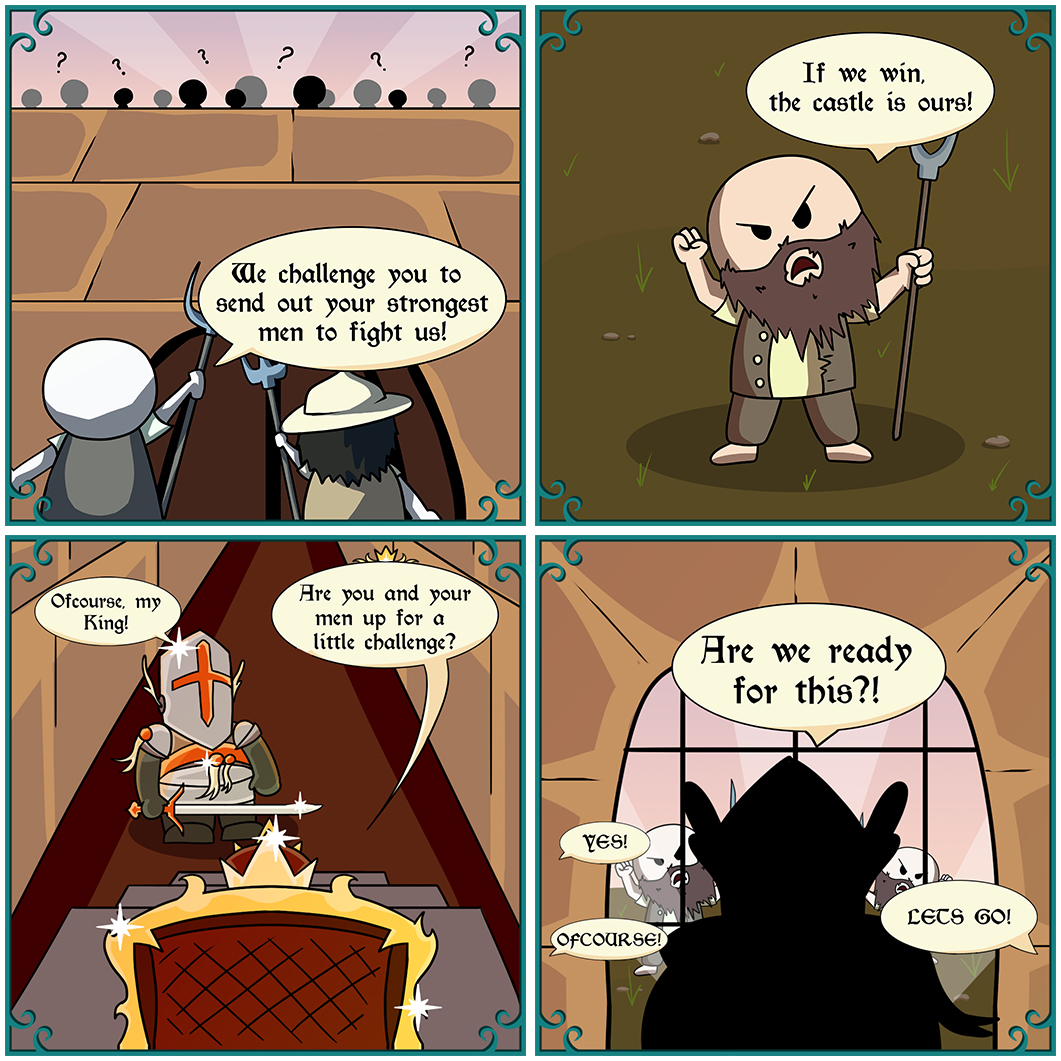 ? ? ? ? ? ?
We challenge you to
send out your strongest
men to fight us!
If we win,
the castle is ours!
Are you and your
men up for a
little challenge?
Ofcourse, my
King!
Are we ready
for this?!
YES!
OFCOURSE!
LETS GO!